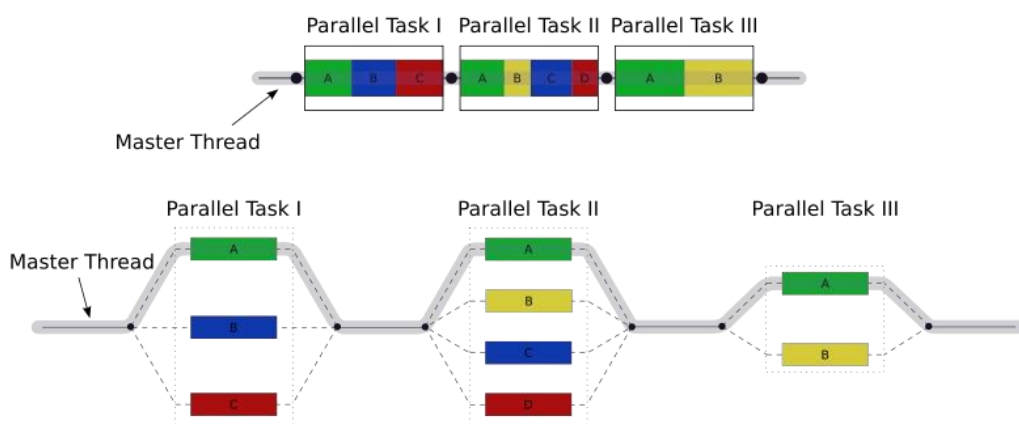 Parallel Task I Parallel Task II Parallel Task III
A B C A B C D A B
Master Thread
Parallel Task I Parallel Task II Parallel Task III
A A
Master Thread
A
B
B
C
B
C D